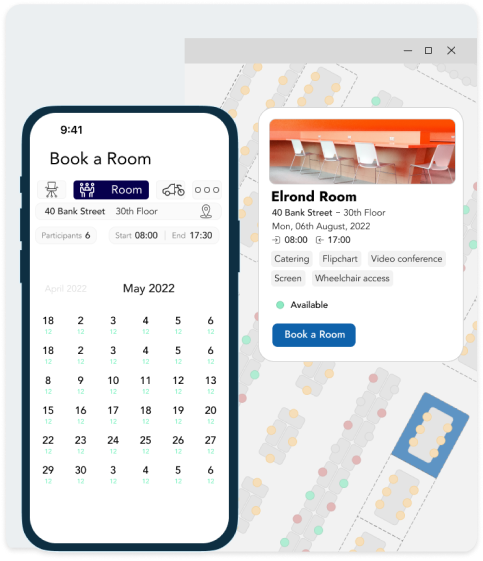 9:41
Book a Room
Room
40 Bank Street 30th Floor
Participants 6 Start 08:00 End 17:30
April 2022 May 2022
18 2 3 4 5 6
12 12 12 12 12 12
18 2 3 4 5 6
12 12 12 12 12 12
8 9 10 11 12 13
12 12 12 12 12 12
15 16 17 18 19 20
12 12 12 12 12 12
22 23 24 25 26 27
12 12 12 12 12 12
29 30 3 4 5 6
12 12 12 12 12 12
Elrond Room
40 Bank Street - 30th Floor
Mon, 06th August, 2022
08:00 17:00
Catering Flipchart Video conference
Screen Wheelchair access
Available
Book a Room